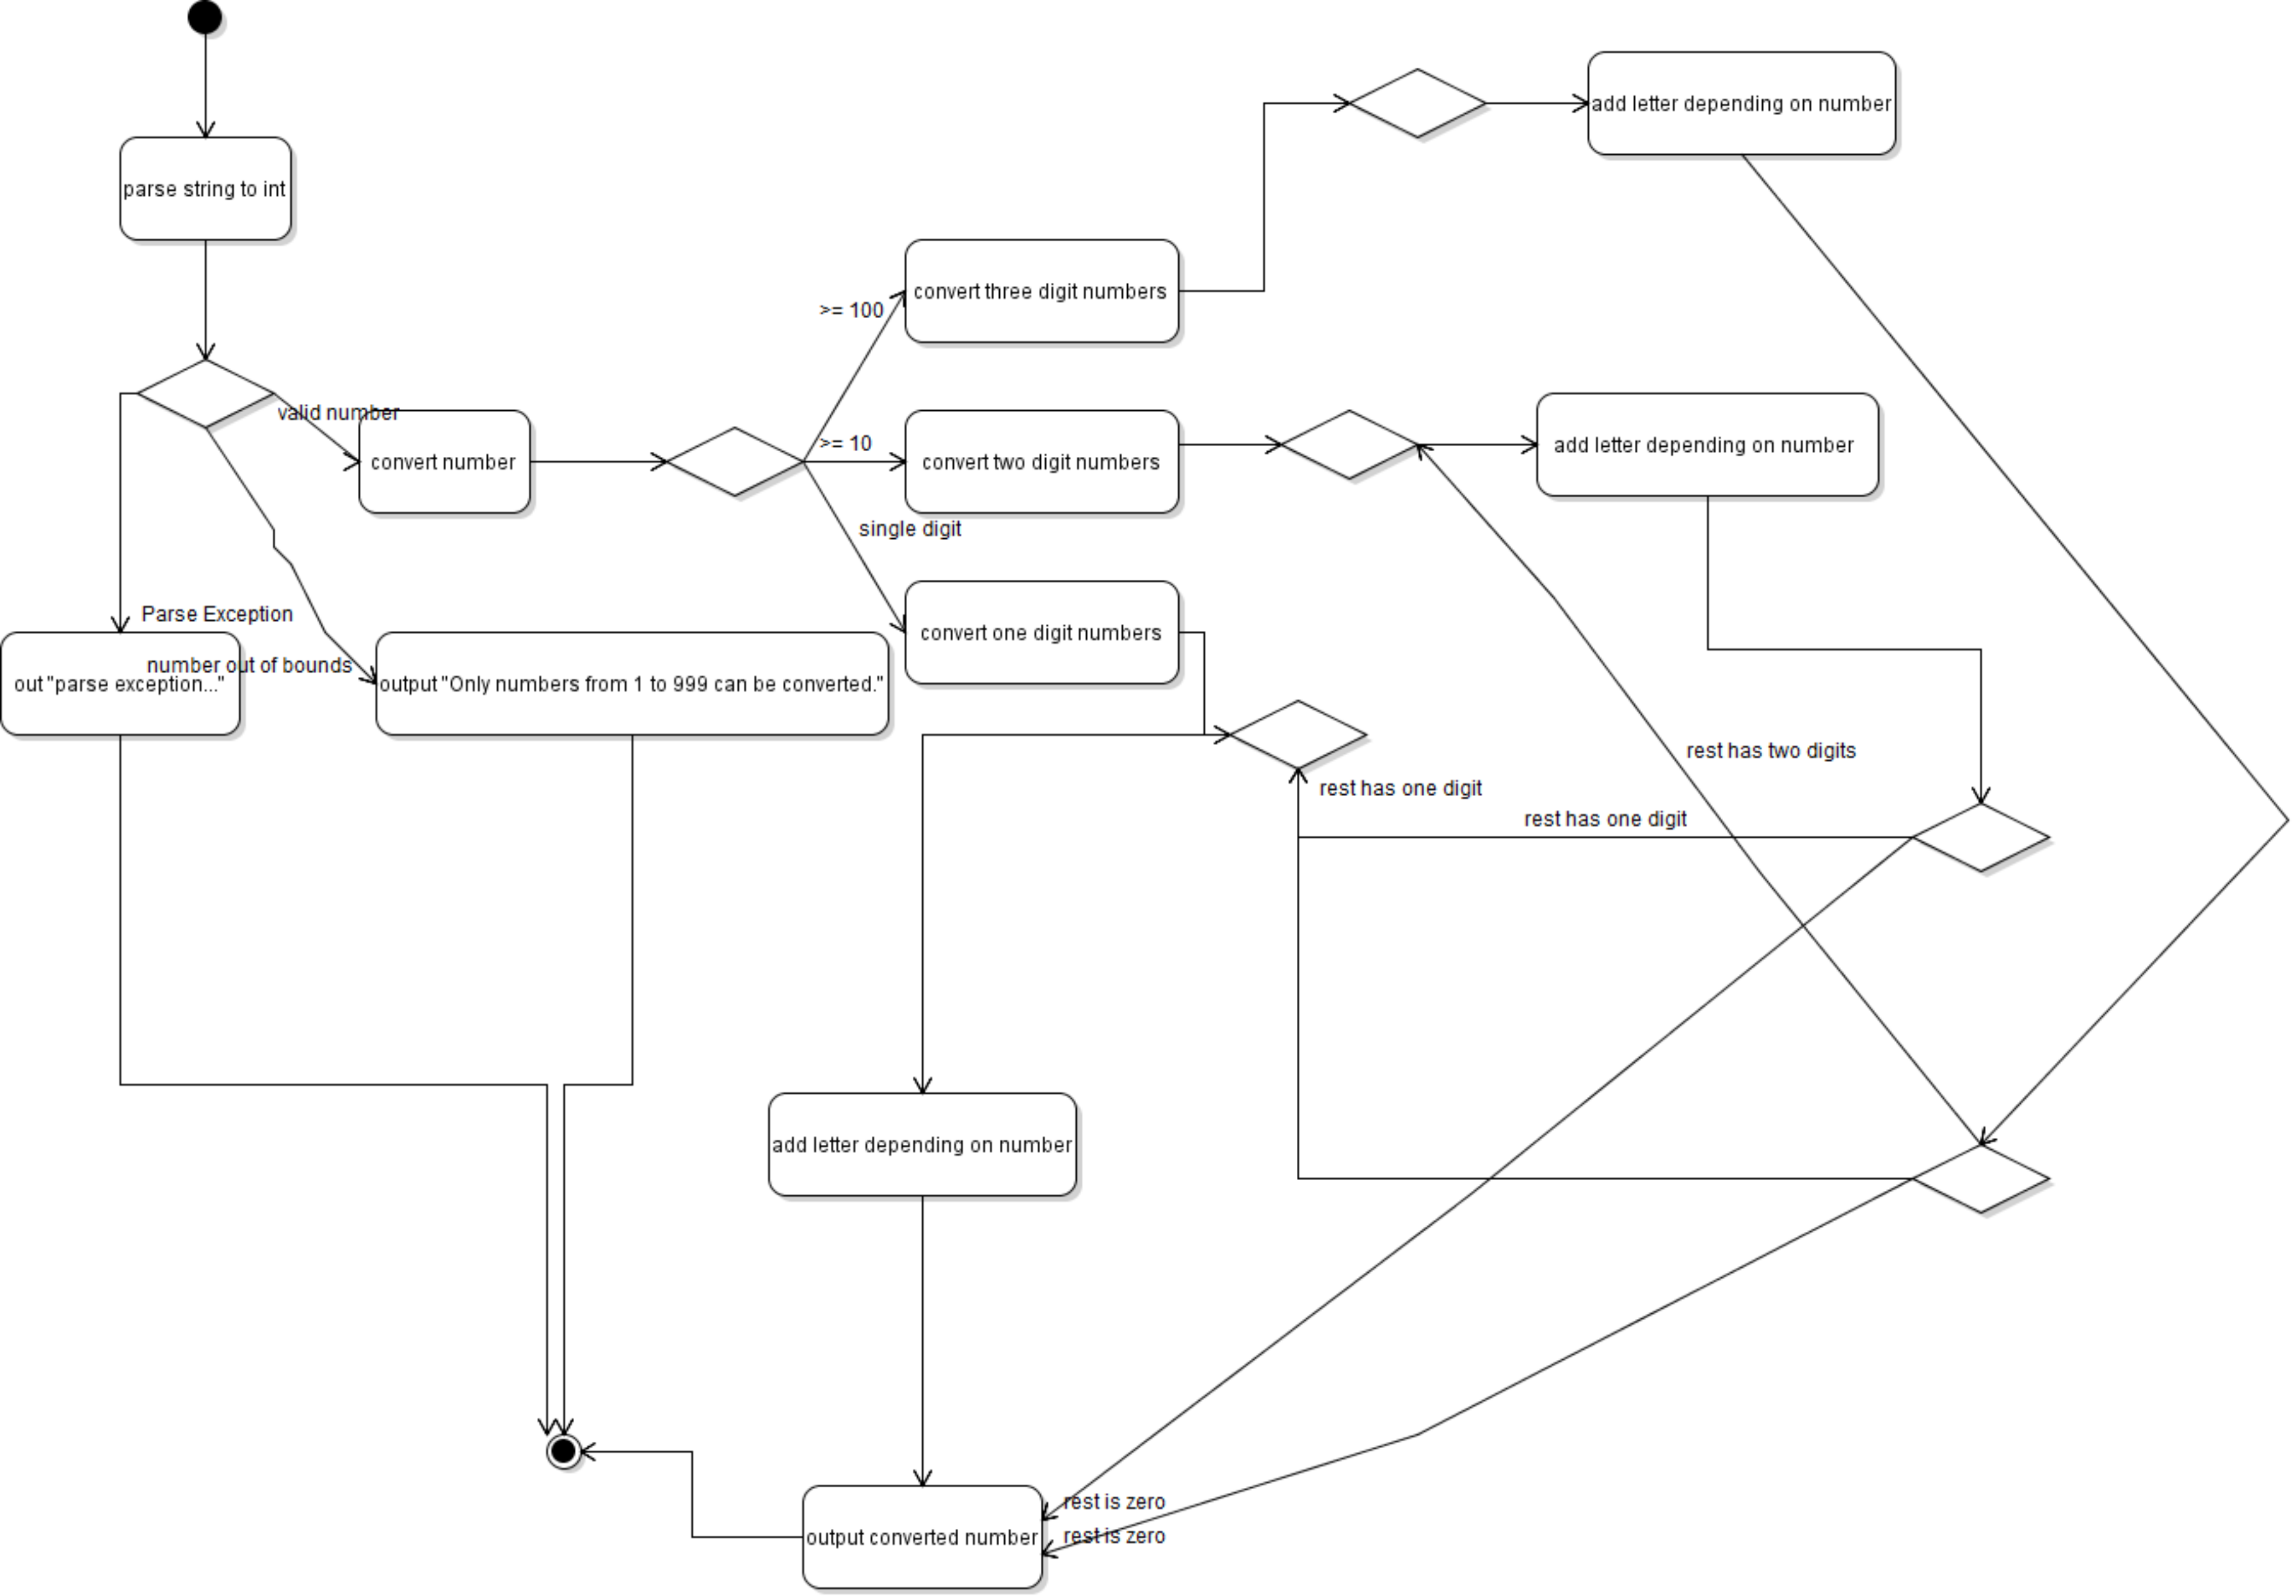 add letter depending on number
parse string to int
convert three digit numbers
>= 100
valid number
convert number
>= 10
convert two digit numbers
add letter depending on number
single digit
Parse Exception
convert one digit numbers
number out of bounds
out "parse exception..."
output "Only numbers from 1 to 999 can be converted."
rest has two digits
rest has one digit
rest has one digit
add letter depending on number
rest is zero
output converted number
rest is zero